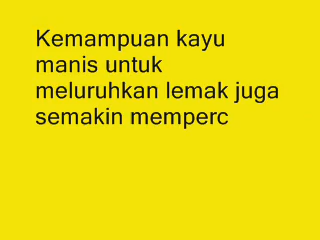 Kemampuan kayu
manis untuk
meluruhkan lemak juga
semakin memperc